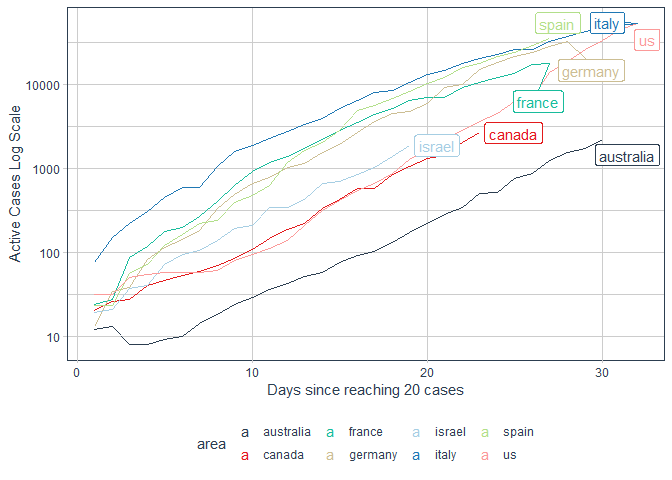 spain
italy
us
germany
france
canada
israel
australia
10000
1000
100
10
Active Cases Log Scale
0 10 20 30
Days since reaching 20 cases
area
a australia a france a israel a spain
a canada a germany a italy a us